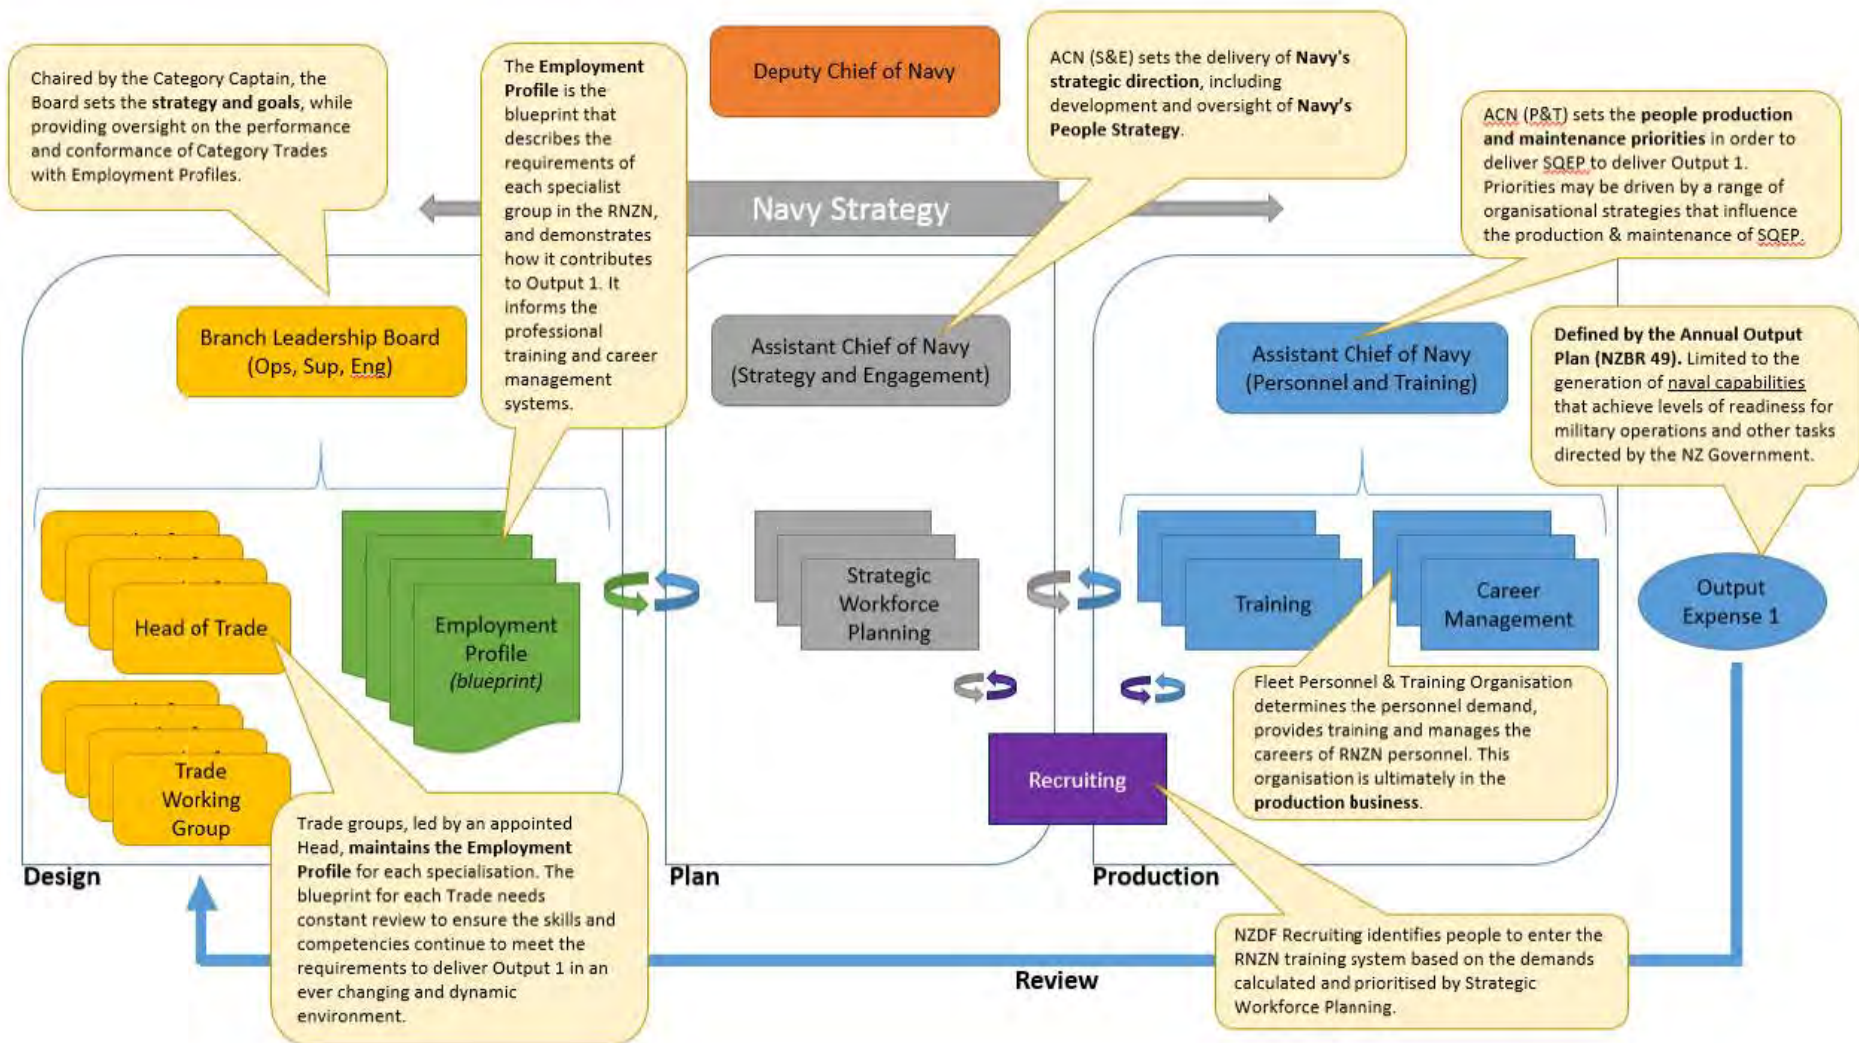 Deputy Chief of Navy
Chaired by the Category Captain, the
Board sets the strategy and goals, while
providing oversight on the performance
and conformance of Category Trades
with Employment Profiles.
The Employment
Profile is the
blueprint that
describes the
requirements of
each specialist
group in the RNZN,
and demonstrates
how it contributes
to Output 1. It
informs the
professional
training and career
management
systems.
ACN (S&E) sets the delivery of Navy's
strategic direction, including
development and oversight of Navy's
People Strategy.
ACN (P&T) sets the people production
and maintenance priorities in order to
deliver SQEP to deliver Output 1.
Priorities may be driven by a range of
organisational strategies that influence
the production & maintenance of SQEP.
Navy Strategy
Branch Leadership Board
(Ops, Sup, Eng)
Assistant Chief of Navy
(Strategy and Engagement)
Assistant Chief of Navy
(Personnel and Training)
Defined by the Annual Output
Plan (NZBR 49). Limited to the
generation of naval capabilities
that achieve levels of readiness for
military operations and other tasks
directed by the NZ Government.
Head of Trade
Employment
Profile
(blueprint)
Strategic
Workforce
Planning
Training
Career
Management
Output
Expense 1
Trade
Working
Group
Recruiting
Fleet Personnel & Training Organisation
determines the personnel demand,
provides training and manages the
careers of RNZN personnel. This
organisation is ultimately in the
production business.
Trade groups, led by an appointed
Head, maintains the Employment
Profile for each specialisation. The
blueprint for each Trade needs
constant review to ensure the skills and
competencies continue to meet the
requirements to deliver Output 1 in an
ever changing and dynamic
environment.
Design
Plan
Production
NZDF Recruiting identifies people to enter the
RNZN training system based on the demands
calculated and prioritised by Strategic
Workforce Planning.
Review